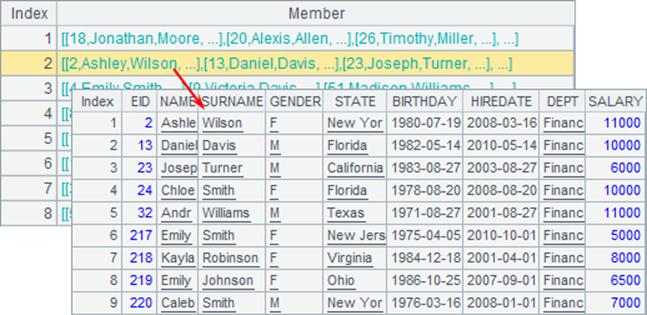 Index Member
1 [[18,Jonathan,Moore, ...],[20,Alexis,Allen, ...],[26,Timothy,Miller, ...], ...]
2 [[2,Ashley,Wilson, ...],[13,Daniel,Davis, ...],[23,Joseph,Turner, ...], ...]
3 [[4,Emily,Smith, ...],[9,Victoria,Davis, ...],[51,Madison,Williams, ...], ...]
4
5
6
7
8
Index EID NAME SURNAME GENDER STATE BIRTHDAY HIREDATE DEPT SALARY
1 2 Ashle Wilson F New Yor 1980-07-19 2008-03-16 Financ 11000
2 13 Daniel Davis M Florida 1982-05-14 2010-05-14 Financ 10000
3 23 Josep Turner M California 1983-08-27 2003-08-27 Financ 6000
4 24 Chloe Smith F Florida 1978-08-20 2008-08-20 Financ 10000
5 32 Andr Williams M Texas 1971-08-27 2001-08-27 Financ 11000
6 217 Emily Smith F New Jers 1975-04-05 2010-10-01 Financ 5000
7 218 Kayla Robinson F Virginia 1984-12-18 2001-04-01 Financ 8000
8 219 Emily Johnson F Ohio 1986-10-25 2007-09-01 Financ 6500
9 220 Caleb Smith M New Yor 1976-03-16 2008-01-01 Financ 7000